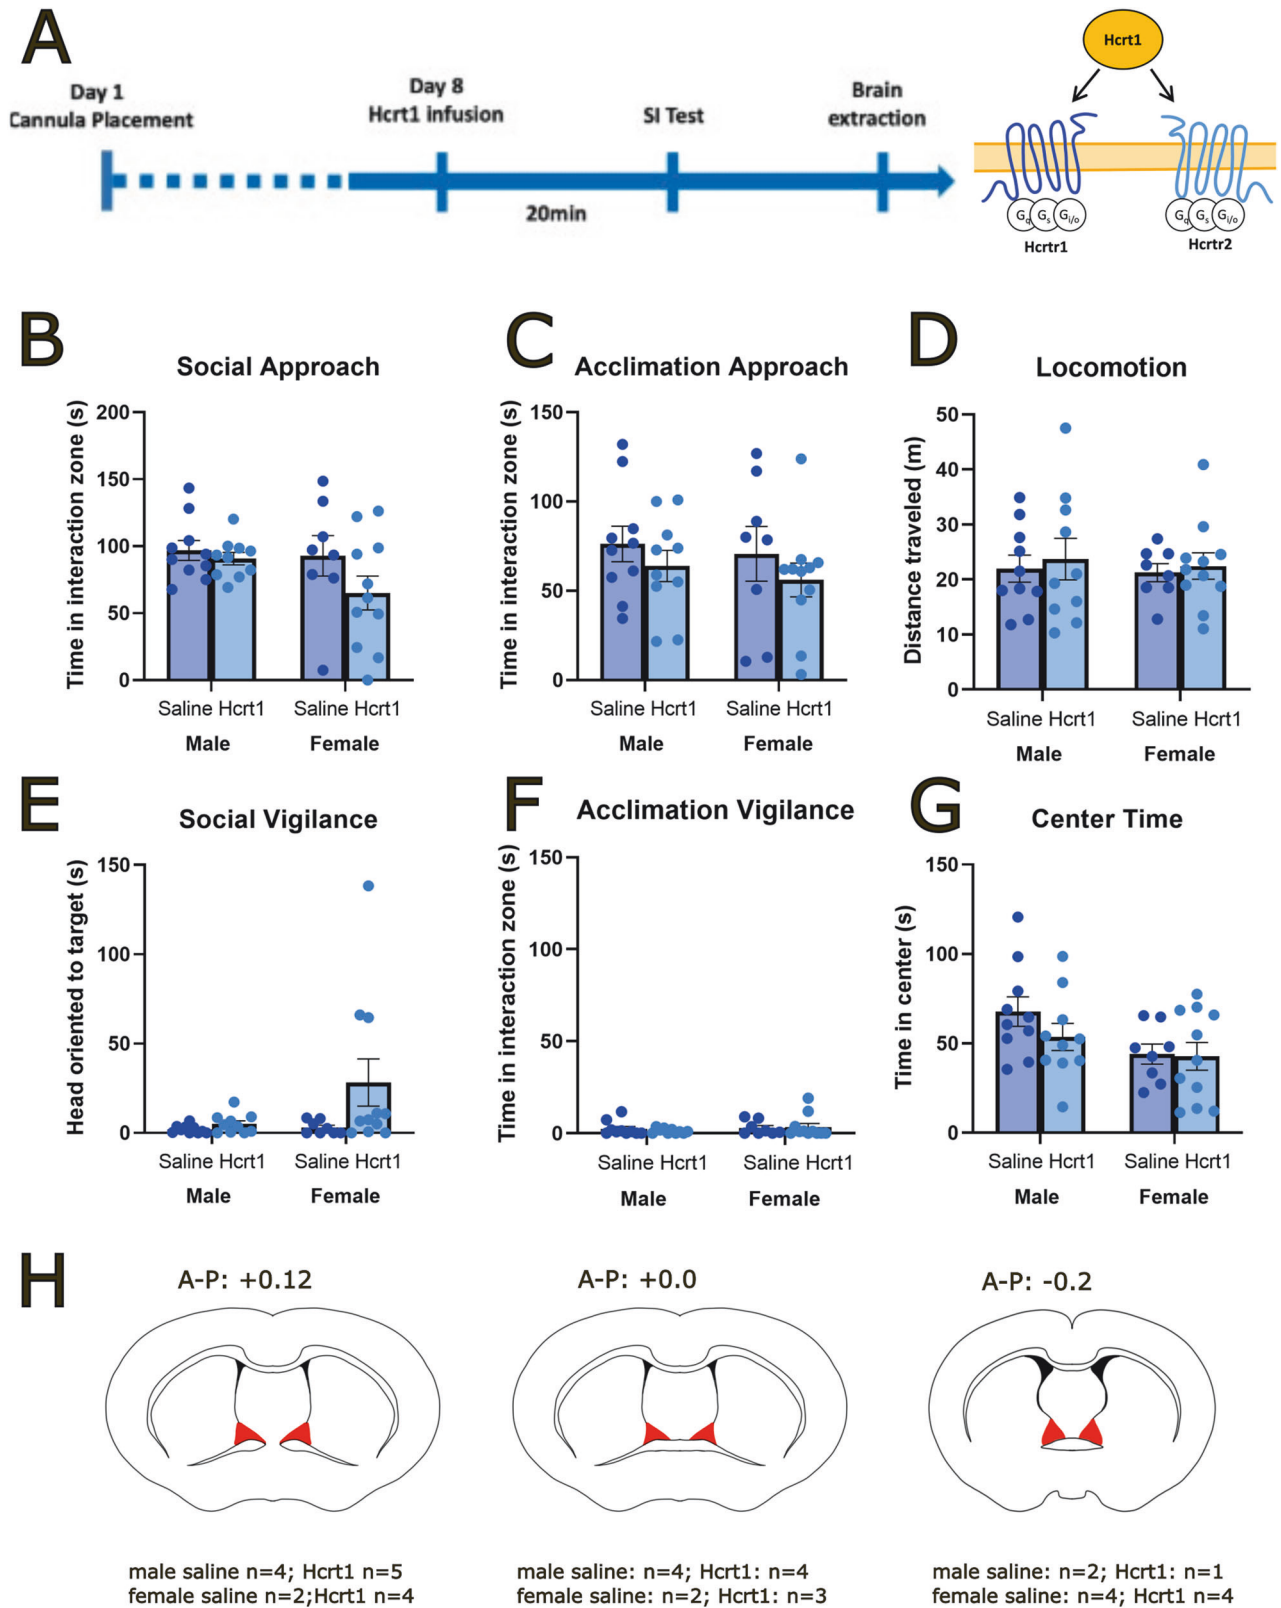 A
Day 1
Cannula Placement
Day 8
Hcrt1 infusion
20min
SI Test
Brain
extraction
Hcrt1
Gq Gs Gi/o
Hcrtr1
Gq Gs Gi/o
Hcrtr2
B
Social Approach
Time in interaction zone (s)
200
150
100
50
0
Saline Hcrt1
Saline Hcrt1
Male
Female
C
Acclimation Approach
Time in interaction zone (s)
150
100
50
0
Saline Hcrt1
Saline Hcrt1
Male
Female
D
Locomotion
Distance traveled (m)
50
40
30
20
10
0
Saline Hcrt1
Saline Hcrt1
Male
Female
E
Social Vigilance
Head oriented to target (s)
150
100
50
0
Saline Hcrt1
Saline Hcrt1
Male
Female
F
Acclimation Vigilance
Time in interaction zone (s)
150
100
50
0
Saline Hcrt1
Saline Hcrt1
Male
Female
G
Center Time
Time in center (s)
150
100
50
0
Saline Hcrt1
Saline Hcrt1
Male
Female
H
A-P: +0.12
male saline n=4; Hcrt1 n=5
female saline n=2;Hcrt1 n=4
A-P: +0.0
male saline: n=4; Hcrt1: n=4
female saline: n=2; Hcrt1: n=3
A-P: -0.2
male saline: n=2; Hcrt1: n=1
female saline: n=4; Hcrt1 n=4